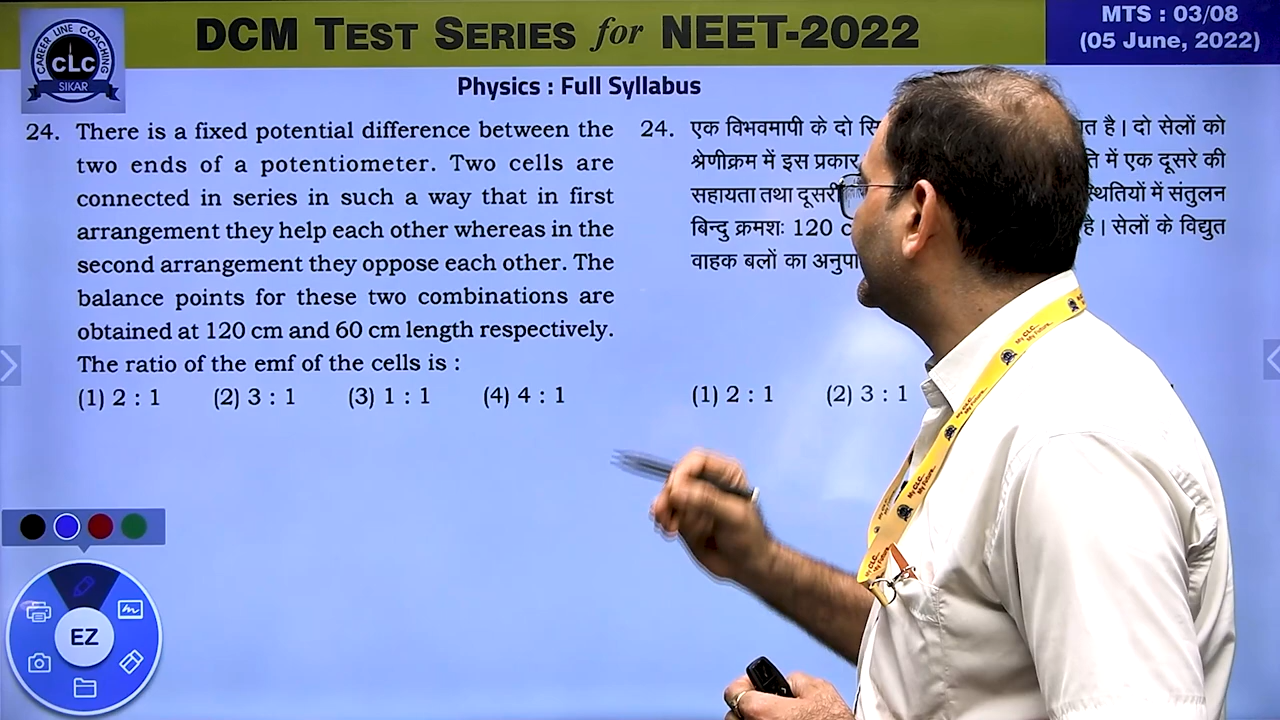 DCM TEST SERIES for NEET-2022
MTS : 03/08
(05 June, 2022)
CAREER LINE COACHING
CLC
SIKAR
Physics : Full Syllabus
24. There is a fixed potential difference between the
two ends of a potentiometer. Two cells are
connected in series in such a way that in first
arrangement they help each other whereas in the
second arrangement they oppose each other. The
balance points for these two combinations are
obtained at 120 cm and 60 cm length respectively.
The ratio of the emf of the cells is :
(1) 2 : 1 (2) 3 : 1 (3) 1 : 1 (4) 4 : 1
24. एक विभवमापी के दो है। दो सेलों को
श्रेणीक्रम में इस प्रकार में एक दूसरे की
सहायता तथा दूसरी में संतुलन
बिन्दु क्रमशः 120 है। सेलों के विद्युत
वाहक बलों का
(1) 2 : 1 (2) 3 : 1
EZ
My CLC...
My Future...